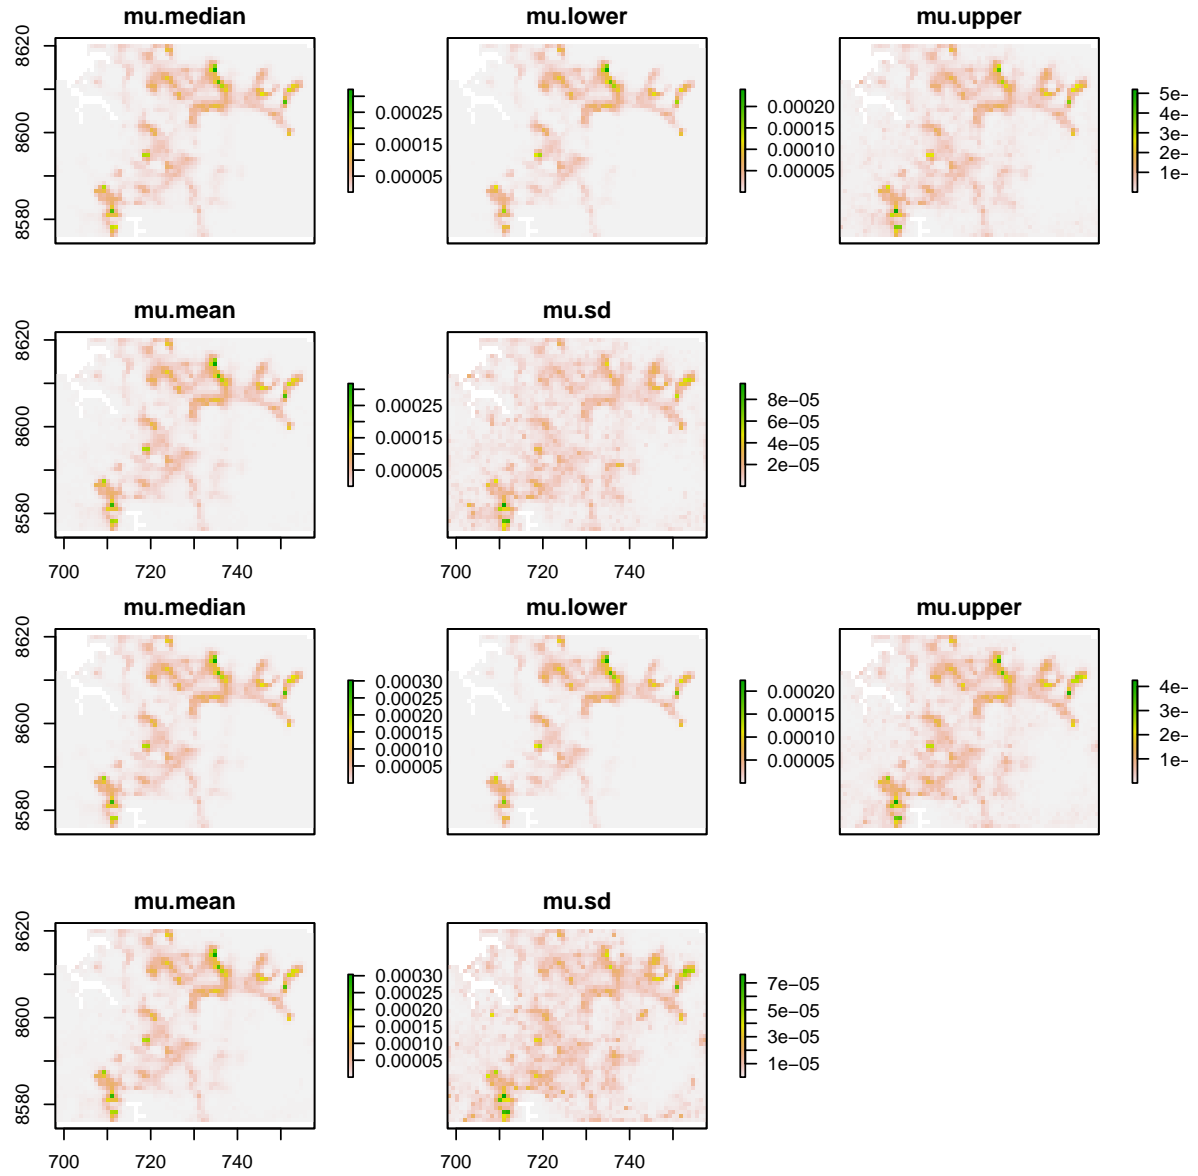 mu.median
mu.lower
mu.upper
8620
8600
8580
0.00025
0.00015
0.00005
0.00020
0.00015
0.00010
0.00005
5e−
4e−
3e−
2e−
1e−
mu.mean
mu.sd
8620
8600
8580
0.00025
0.00015
0.00005
8e−05
6e−05
4e−05
2e−05
700 720 740
700 720 740
mu.median
mu.lower
mu.upper
8620
8600
8580
0.00030
0.00025
0.00020
0.00015
0.00010
0.00005
0.00020
0.00015
0.00010
0.00005
4e−
3e−
2e−
1e−
mu.mean
mu.sd
8620
8600
8580
0.00030
0.00025
0.00020
0.00015
0.00010
0.00005
7e−05
5e−05
3e−05
1e−05
700 720 740
700 720 740